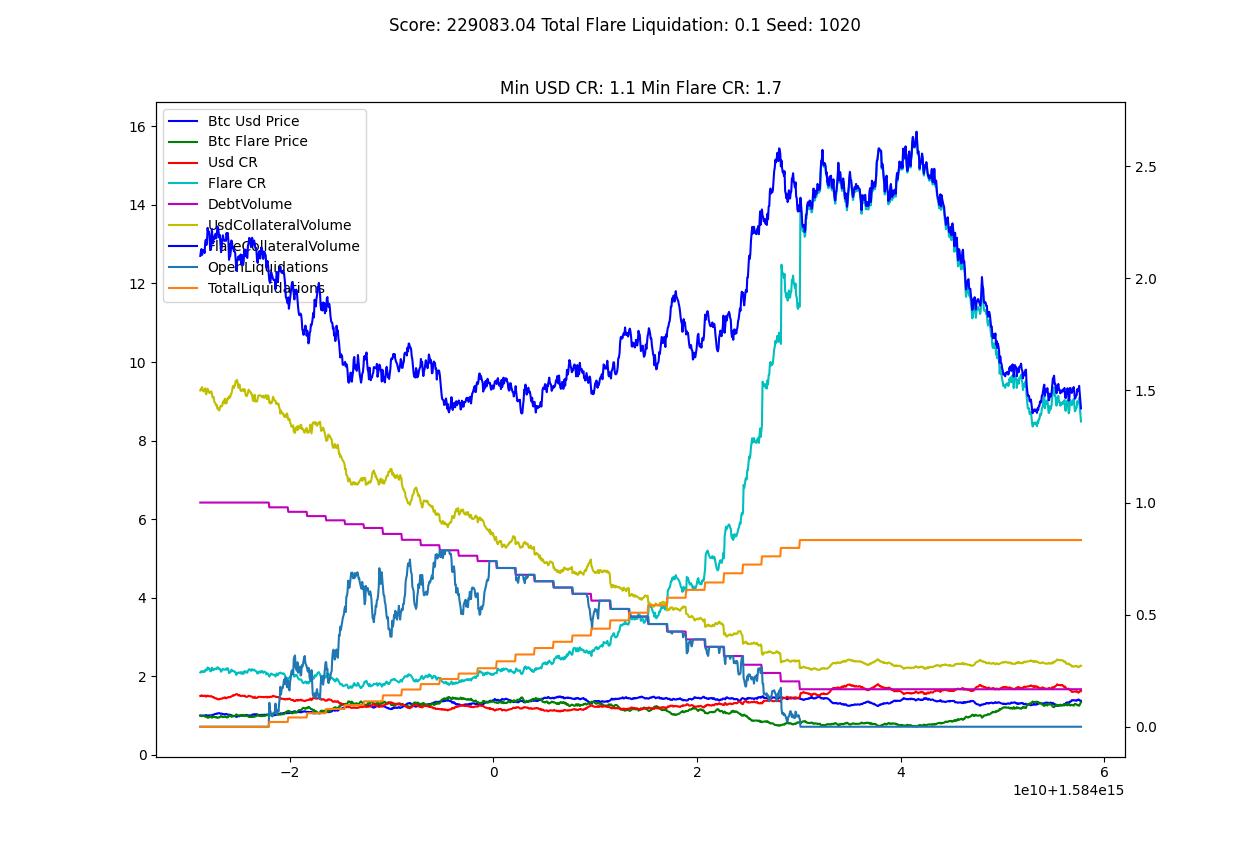 Score: 229083.04 Total Flare Liquidation: 0.1 Seed: 1020
Min USD CR: 1.1 Min Flare CR: 1.7
Btc Usd Price
Btc Flare Price
Usd CR
Flare CR
DebtVolume
UsdCollateralVolume
FlareCollateralVolume
OpenLiquidations
TotalLiquidations
16
14
12
10
8
6
4
2
0
2.5
2.0
1.5
1.0
0.5
0.0
−2
0
2
4
6
1e10+1.584e15